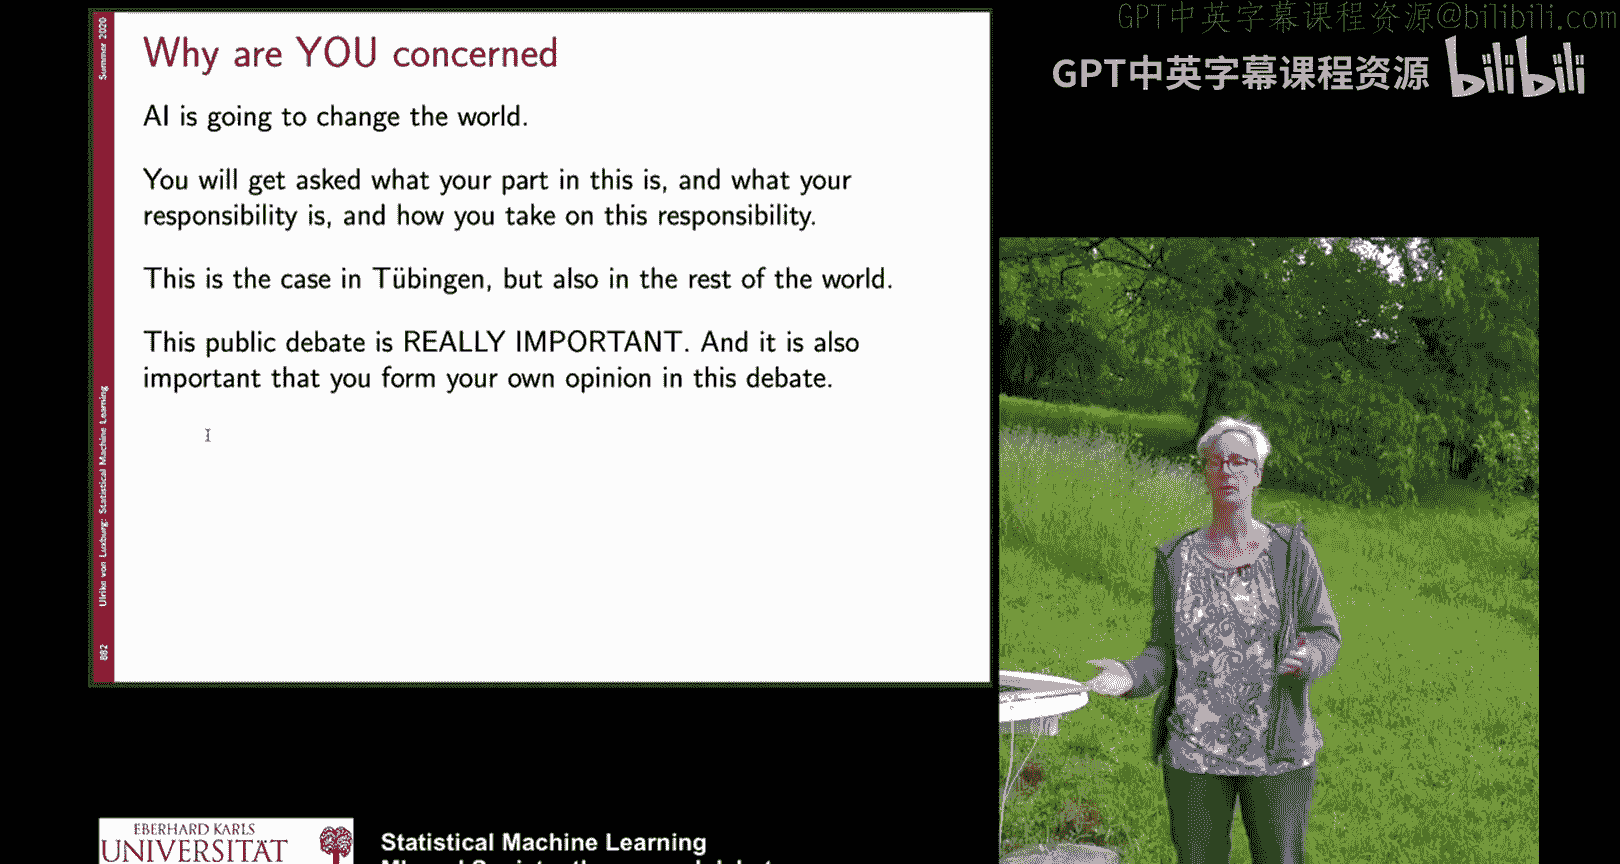 GPT中英字幕课程资源@bilibili.com
GPT中英字幕课程资源 bilibili
Summer 2020
Why are YOU concerned
AI is going to change the world.
You will get asked what your part in this is, and what your
responsibility is, and how you take on this responsibility.
This is the case in Tübingen, but also in the rest of the world.
This public debate is REALLY IMPORTANT. And it is also
important that you form your own opinion in this debate.
Ulrike von Luxburg: Statistical Machine Learning
882
EBERHARD KARLS
UNIVERSITÄT
Statistical Machine Learning